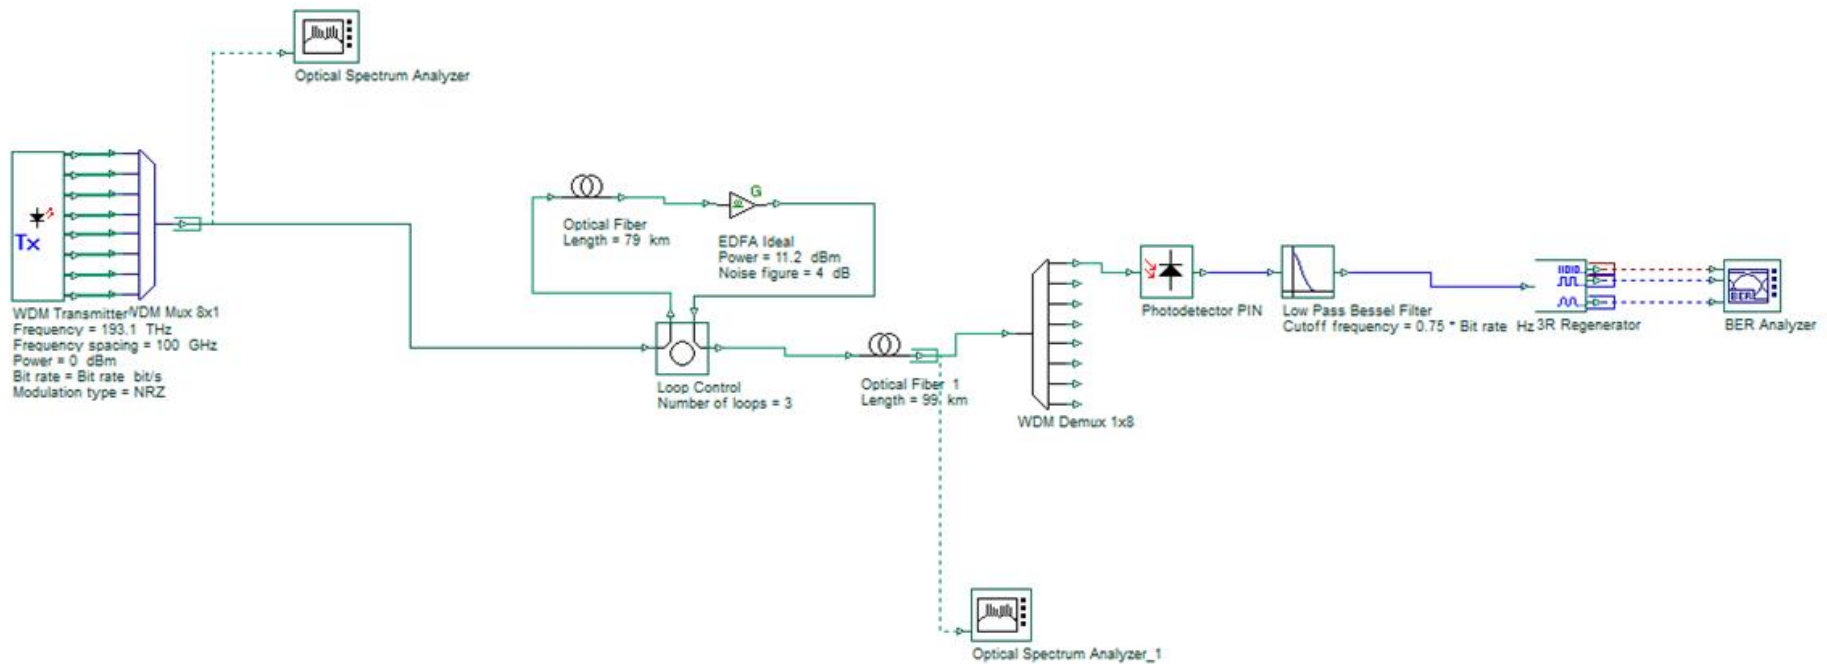 Optical Spectrum Analyzer
Tx
WDM Transmitter
WDM Mux 8x1
Frequency = 193.1 THz
Frequency spacing = 100 GHz
Power = 0 dBm
Bit rate = Bit rate bit/s
Modulation type = NRZ
Optical Fiber
Length = 79 km
G
EDFA Ideal
Power = 11.2 dBm
Noise figure = 4 dB
Loop Control
Number of loops = 3
Optical Fiber 1
Length = 99 km
WDM Demux 1x8
Photodetector PIN
Low Pass Bessel Filter
Cutoff frequency = 0.75 * Bit rate Hz
3R Regenerator
BER
BER Analyzer
Optical Spectrum Analyzer_1